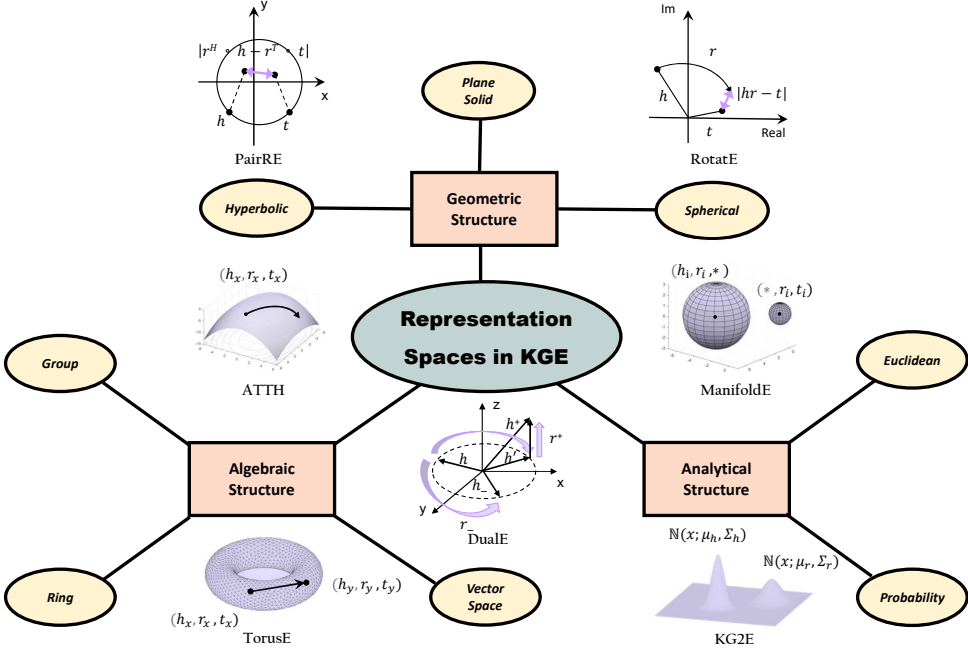 y
|r^H ∘ h − r^T ∘ t|
x
h
t
PairRE
Plane
Solid
Im
r
h
|hr − t|
t
Real
RotatE
Hyperbolic
Geometric
Structure
Spherical
(h_x, r_x, t_x)
ATTH
Representation
Spaces in KGE
(h_i, r_i, *)
(*, r_i, t_i)
ManifoldE
Group
Euclidean
z
h^+
r^+
h
h′
h_−
x
y
r_−
DualE
Algebraic
Structure
Analytical
Structure
ℕ(x; μ_h, Σ_h)
ℕ(x; μ_r, Σ_r)
KG2E
(h_y, r_y, t_y)
(h_x, r_x, t_x)
TorusE
Ring
Vector
Space
Probability